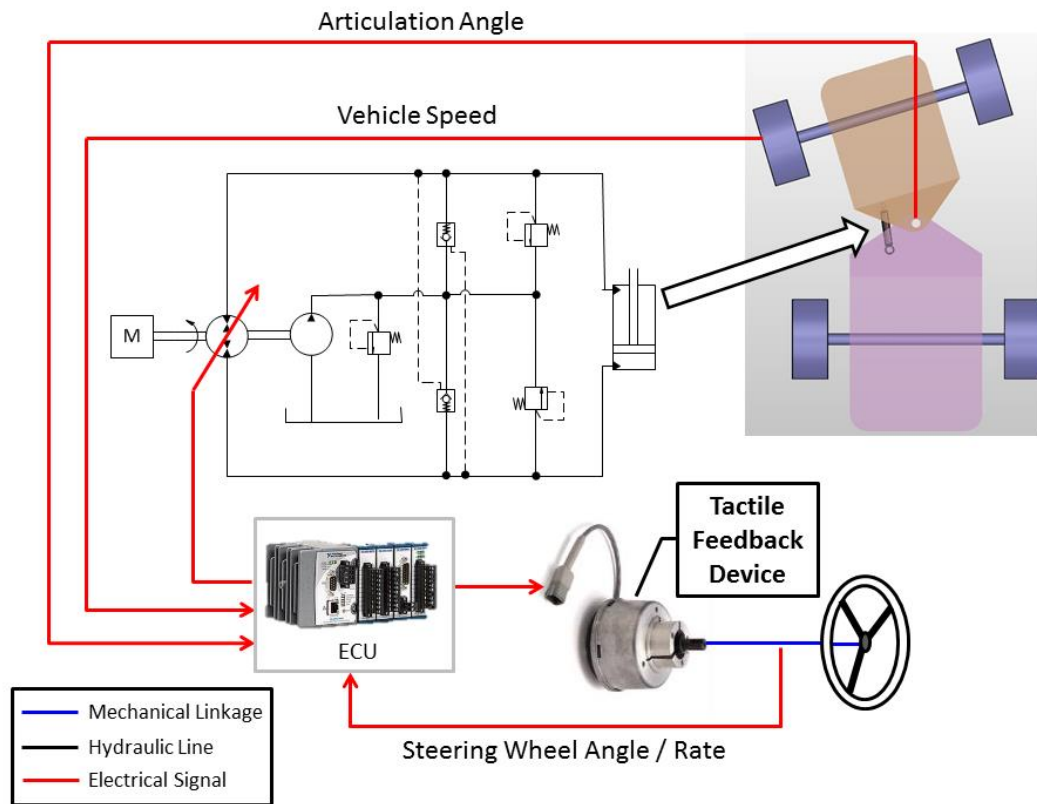 Articulation Angle
Vehicle Speed
M
ECU
Tactile
Feedback
Device
Steering Wheel Angle / Rate
Mechanical Linkage
Hydraulic Line
Electrical Signal